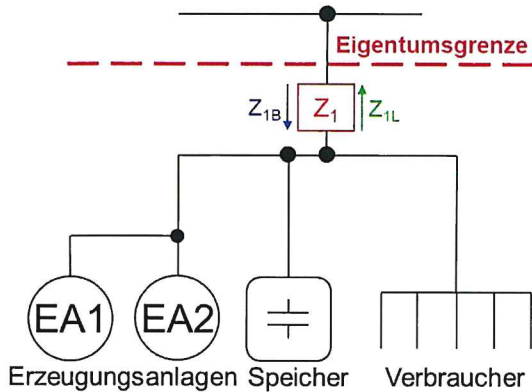 Eigentumsgrenze
Z1B Z1 Z1L
EA1 EA2
Erzeugungsanlagen Speicher Verbraucher